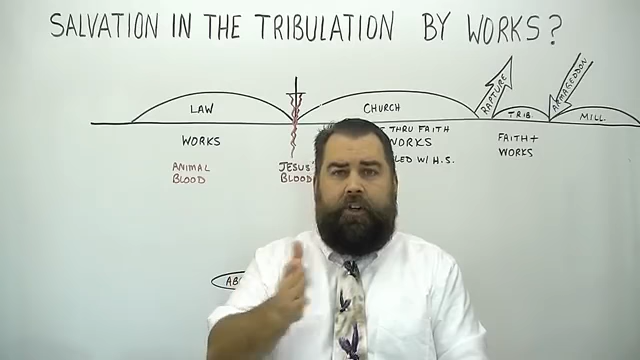 SALVATION IN THE TRIBULATION BY WORKS?
LAW
CHURCH
RAPTURE
TRIB.
ARMAGEDDON
MILL.
WORKS
THRU FAITH
WORKS
W/ H.S.
FAITH +
WORKS
ANIMAL
BLOOD
JESUS'
BLOOD